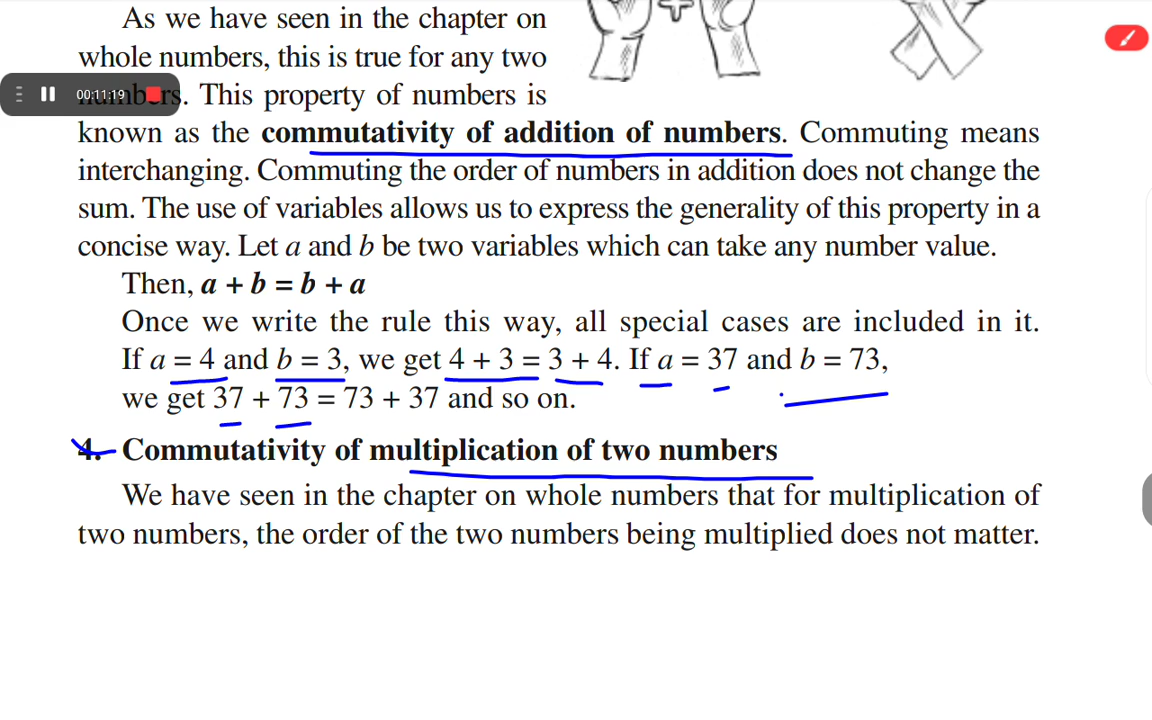 As we have seen in the chapter on
whole numbers, this is true for any two
00:11:19
numbers. This property of numbers is
known as the commutativity of addition of numbers. Commuting means
interchanging. Commuting the order of numbers in addition does not change the
sum. The use of variables allows us to express the generality of this property in a
concise way. Let a and b be two variables which can take any number value.
Then, a + b = b + a
Once we write the rule this way, all special cases are included in it.
If a = 4 and b = 3, we get 4 + 3 = 3 + 4. If a = 37 and b = 73,
we get 37 + 73 = 73 + 37 and so on.
4. Commutativity of multiplication of two numbers
We have seen in the chapter on whole numbers that for multiplication of
two numbers, the order of the two numbers being multiplied does not matter.